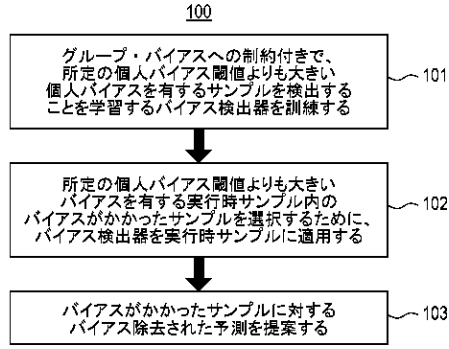 100
グループ・バイアスへの制約付きで、
所定の個人バイアス閾値よりも大きい
個人バイアスを有するサンプルを検出する
ことを学習するバイアス検出器を訓練する
101
所定の個人バイアス閾値よりも大きい
バイアスを有する実行時サンプル内の
バイアスがかかったサンプルを選択するために、
バイアス検出器を実行時サンプルに適用する
102
バイアスがかかったサンプルに対する
バイアス除去された予測を提案する
103